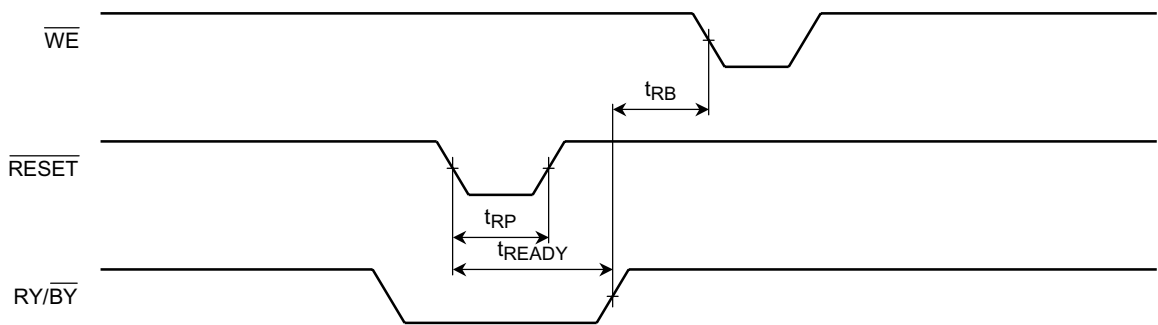 WE
tRB
RESET
tRP
tREADY
RY/BY